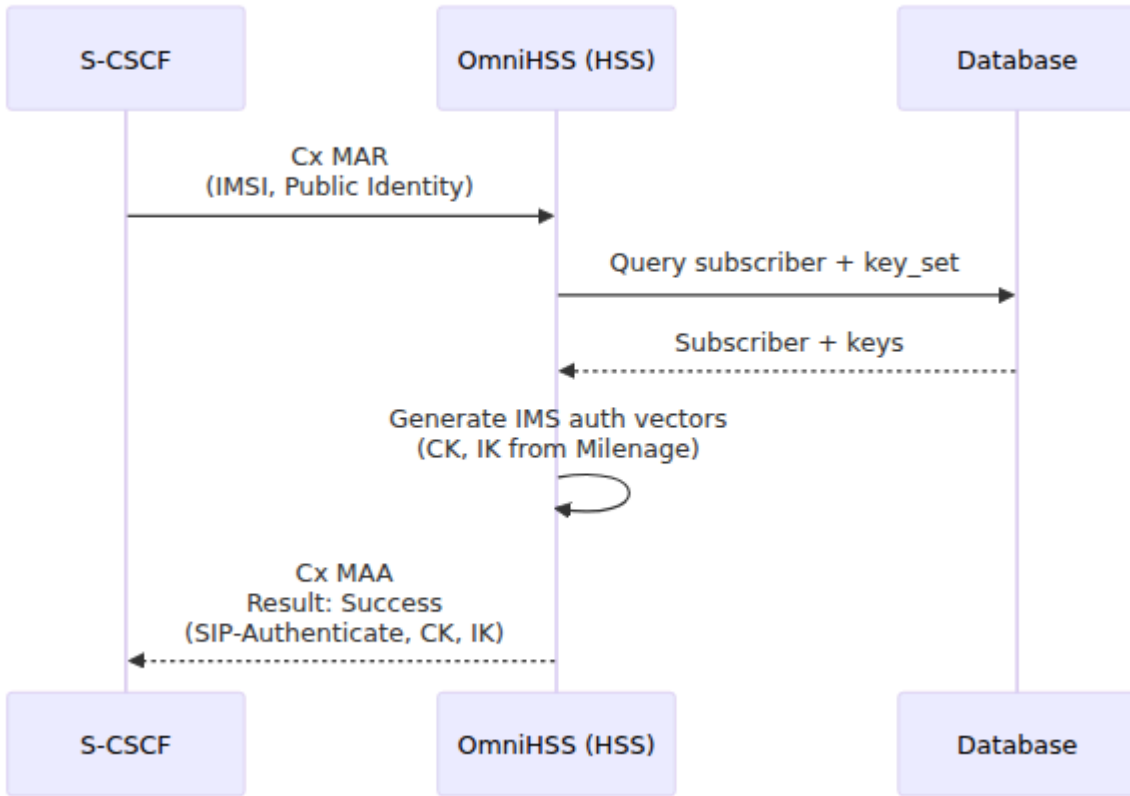 S-CSCF
OmniHSS (HSS)
Database
Cx MAR
(IMSI, Public Identity)
Query subscriber + key_set
Subscriber + keys
Generate IMS auth vectors
(CK, IK from Milenage)
Cx MAA
Result: Success
(SIP-Authenticate, CK, IK)
S-CSCF
OmniHSS (HSS)
Database